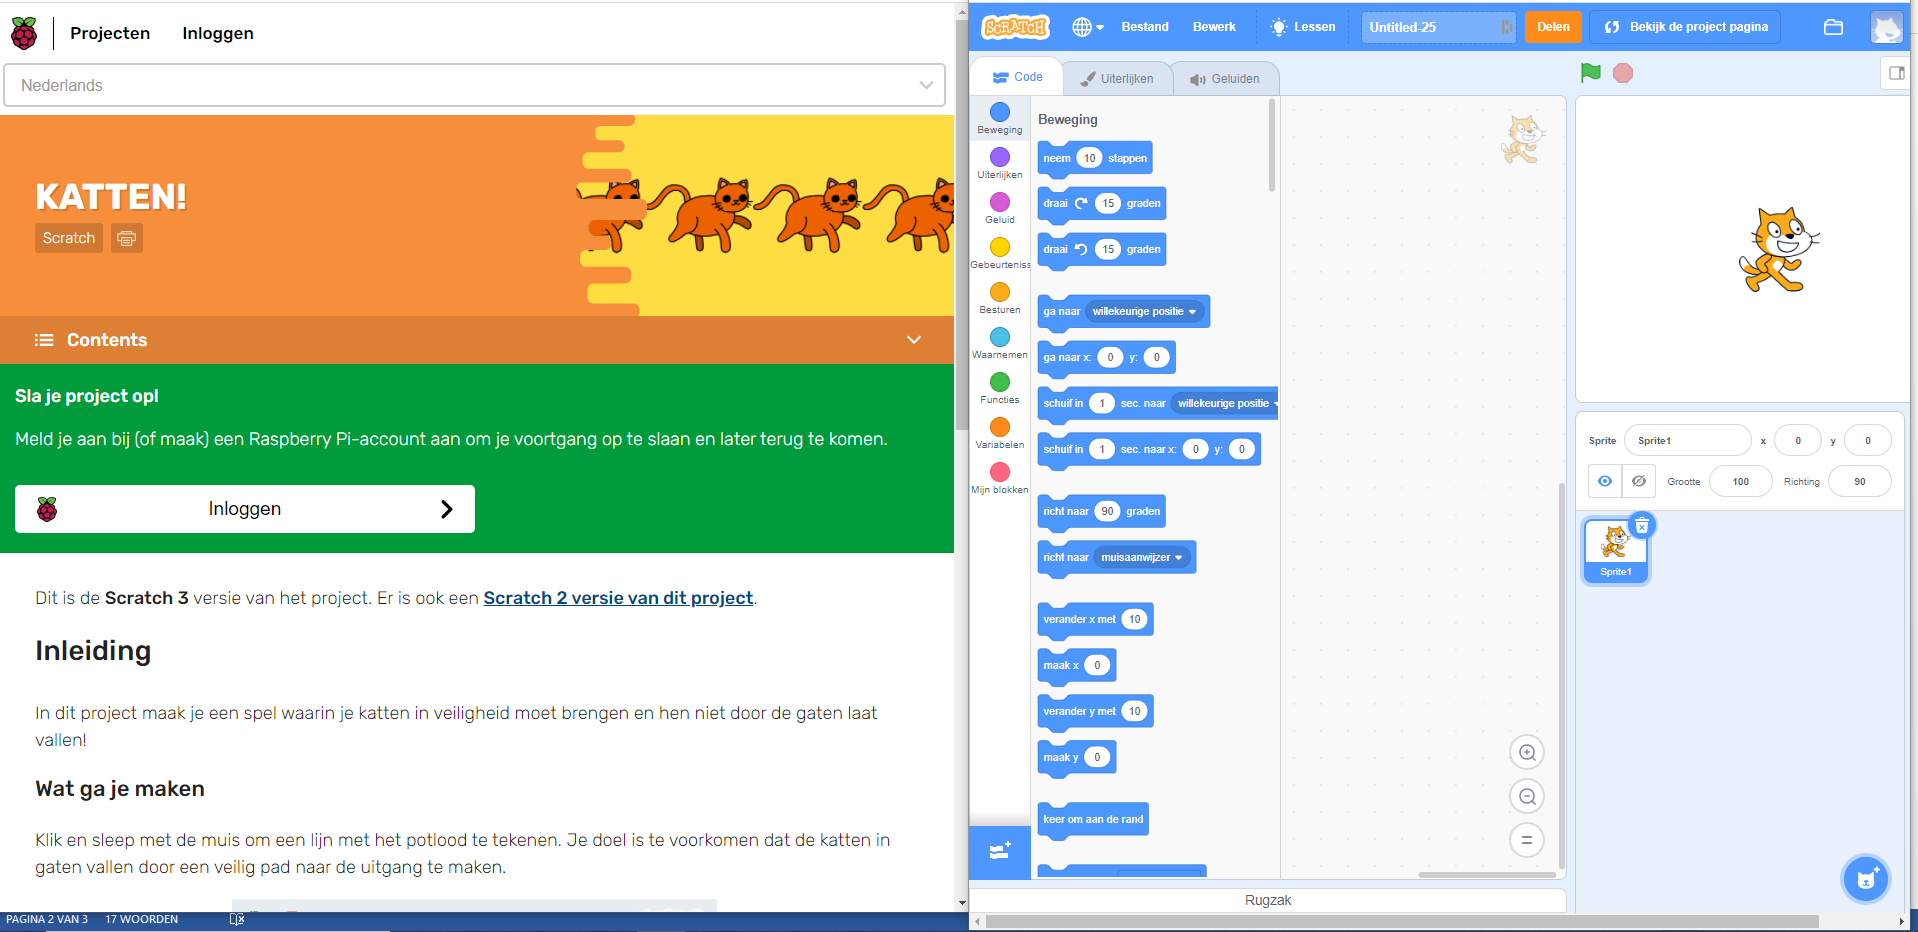 Projecten Inloggen
Nederlands
KATTEN!
Scratch
Contents
Sla je project op!
Meld je aan bij (of maak) een Raspberry Pi-account aan om je voortgang op te slaan en later terug te komen.
Inloggen
Dit is de Scratch 3 versie van het project. Er is ook een Scratch 2 versie van dit project.
Inleiding
In dit project maak je een spel waarin je katten in veiligheid moet brengen en hen niet door de gaten laat
vallen!
Wat ga je maken
Klik en sleep met de muis om een lijn met het potlood te tekenen. Je doel is te voorkomen dat de katten in
gaten vallen door een veilig pad naar de uitgang te maken.
PAGINA 2 VAN 3 17 WOORDEN
SCRATCH Bestand Bewerk Lessen Untitled-25 Delen Bekijk de project pagina
Code Uiterlijken Geluiden
Beweging
Uiterlijken
Geluid
Gebeurteniss
Besturen
Waarnemen
Functies
Variabelen
Mijn blokken
Beweging
neem 10 stappen
draai 15 graden
draai 15 graden
ga naar willekeurige positie
ga naar x: 0 y: 0
schuif in 1 sec. naar willekeurige positie
schuif in 1 sec. naar x: 0 y: 0
richt naar 90 graden
richt naar muisaanwijzer
verander x met 10
maak x 0
verander y met 10
maak y 0
keer om aan de rand
Rugzak
Sprite Sprite1 x 0 y 0
Grootte 100 Richting 90
Sprite1